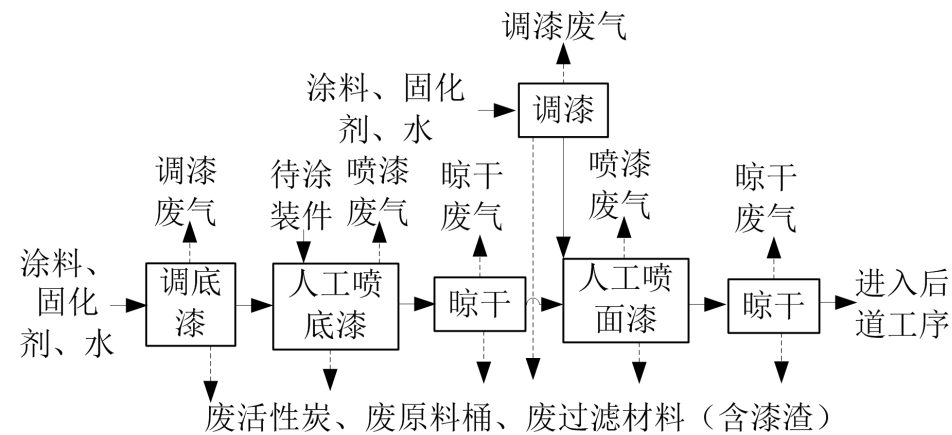 调漆废气
涂料、固化
剂、水
调漆
调漆
废气
待涂
装件
喷漆
废气
晾干
废气
喷漆
废气
晾干
废气
涂料、
固化
剂、水
调底
漆
人工喷
底漆
晾干
人工喷
面漆
晾干
进入后
道工序
废活性炭、废原料桶、废过滤材料（含漆渣）